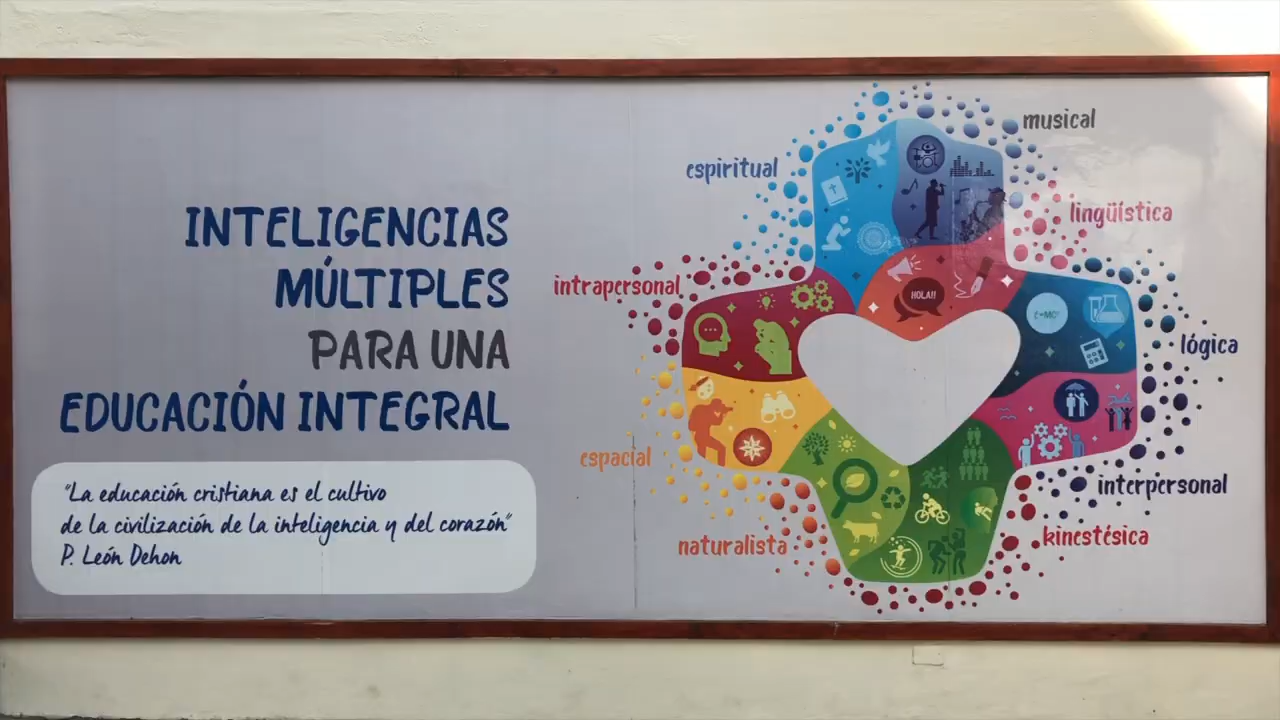 INTELIGENCIAS
MÚLTIPLES
PARA UNA
EDUCACIÓN INTEGRAL
"La educación cristiana es el cultivo
de la civilización de la inteligencia y del corazón"
P. León Dehon
musical
espiritual
lingüística
intrapersonal
HOLA!!
E=MC²
lógica
espacial
interpersonal
kinestésica
naturalista